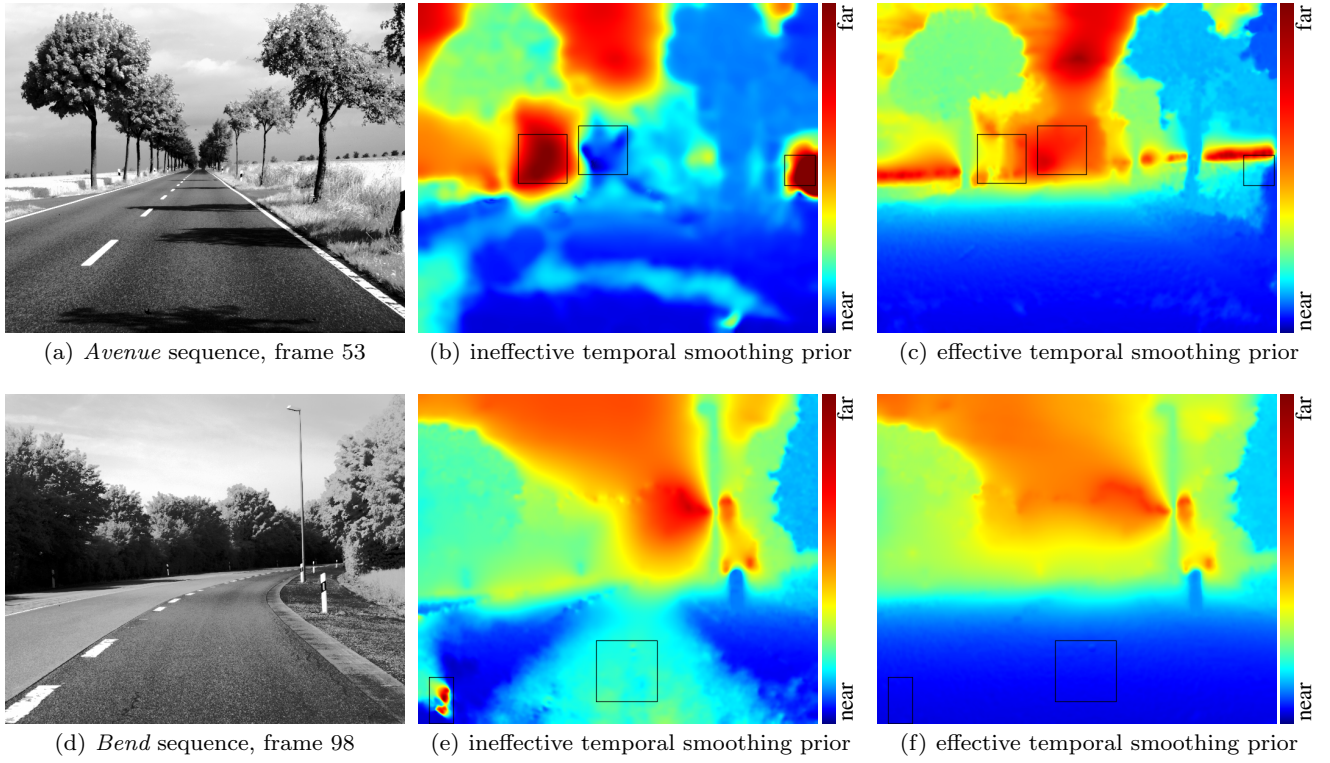 far
near
far
near
(a) Avenue sequence, frame 53
(b) ineffective temporal smoothing prior
(c) effective temporal smoothing prior
far
near
far
near
(d) Bend sequence, frame 98
(e) ineffective temporal smoothing prior
(f) effective temporal smoothing prior